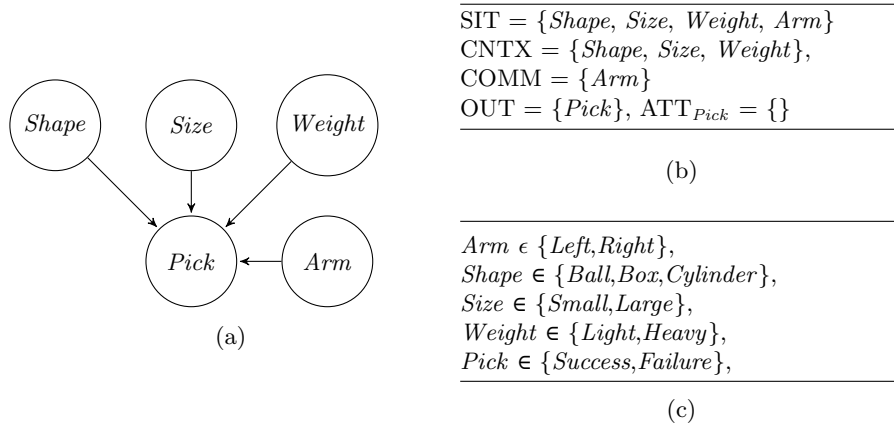 Shape
Size
Weight
Pick
Arm
(a)
SIT = {Shape, Size, Weight, Arm}
CNTX = {Shape, Size, Weight},
COMM = {Arm}
OUT = {Pick}, ATT_Pick = {}
(b)
Arm ϵ {Left,Right},
Shape ∈ {Ball,Box,Cylinder},
Size ∈ {Small,Large},
Weight ∈ {Light,Heavy},
Pick ∈ {Success,Failure},
(c)